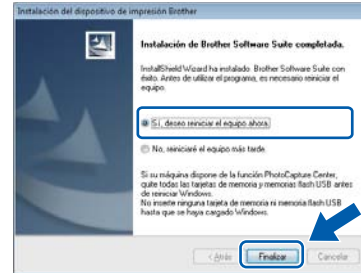 Instalación del dispositivo de impresión Brother
Instalación de Brother Software Suite completada.
InstallShield Wizard ha instalado Brother Software Suite con
éxito. Antes de utilizar el programa, es necesario reiniciar el
equipo.
Sí, deseo reiniciar el equipo ahora.
No, reiniciaré el equipo más tarde.
Si su máquina dispone de la función PhotoCapture Center,
quite todas las tarjetas de memoria y memorias flash USB antes
de reiniciar Windows.
No inserte ninguna tarjeta de memoria ni memoria flash USB
hasta que se haya cargado Windows.
< Atrás Finalizar Cancelar